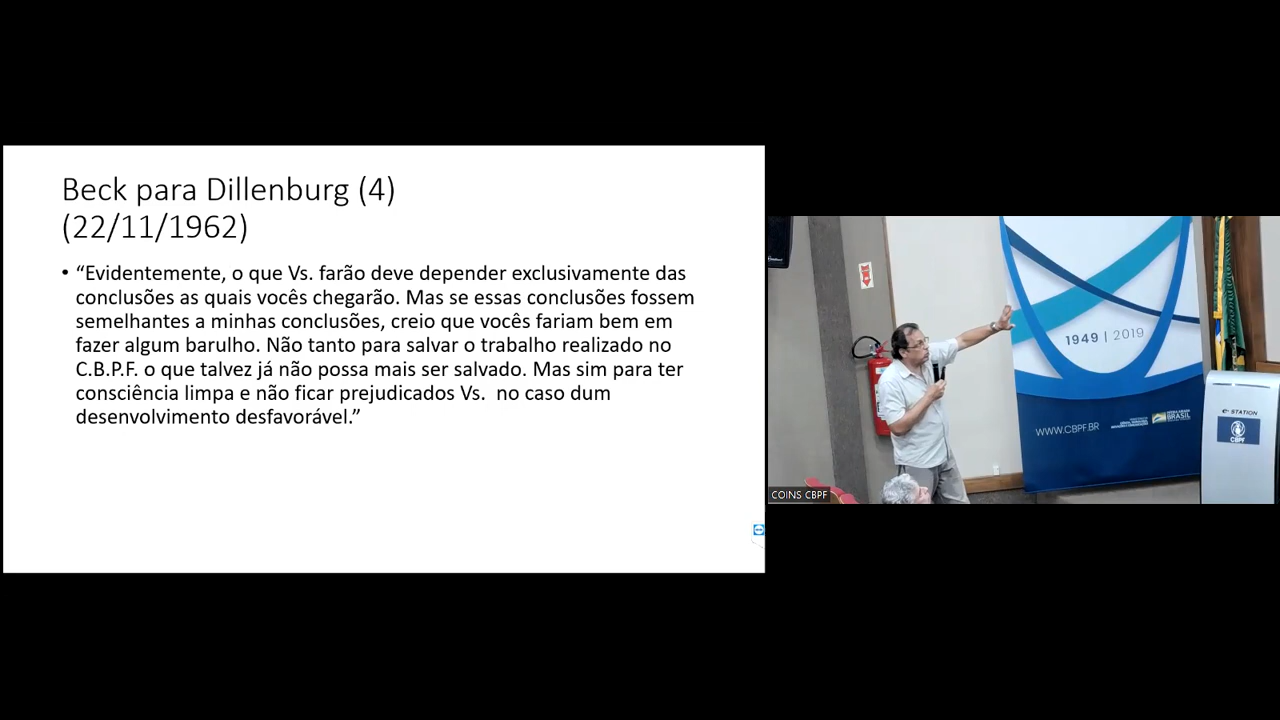 Beck para Dillenburg (4)
(22/11/1962)
• “Evidentemente, o que Vs. farão deve depender exclusivamente das
conclusões as quais vocês chegarão. Mas se essas conclusões fossem
semelhantes a minhas conclusões, creio que vocês fariam bem em
fazer algum barulho. Não tanto para salvar o trabalho realizado no
C.B.P.F. o que talvez já não possa mais ser salvado. Mas sim para ter
consciência limpa e não ficar prejudicados Vs. no caso dum
desenvolvimento desfavorável.”
1949 | 2019
WWW.CBPF.BR
BRASIL
STATION
CBPF
COINS CBPF